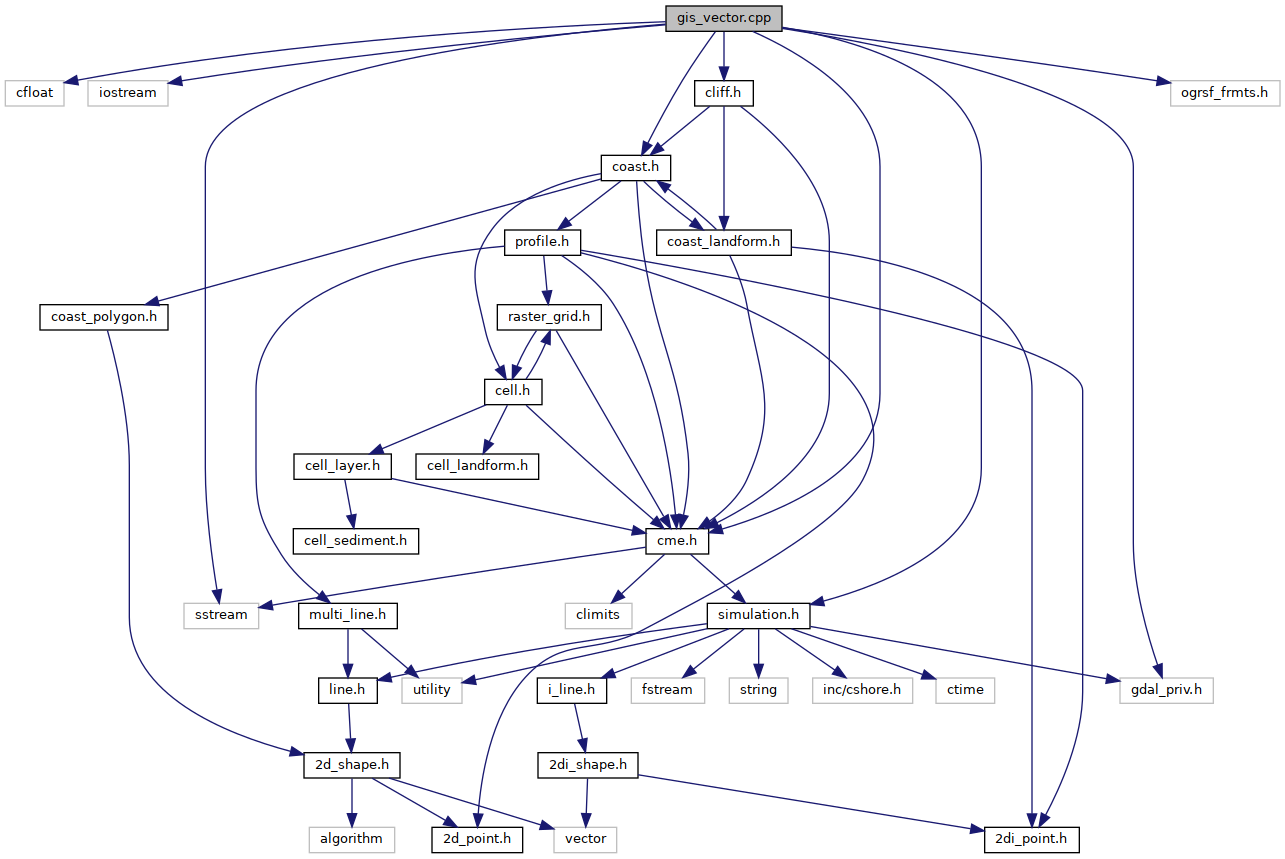 gis_vector.cpp
cfloat
iostream
cliff.h
ogrsf_frmts.h
coast.h
profile.h
coast_landform.h
coast_polygon.h
raster_grid.h
cell.h
cell_layer.h
cell_landform.h
cell_sediment.h
cme.h
sstream
multi_line.h
climits
simulation.h
line.h
utility
i_line.h
fstream
string
inc/cshore.h
ctime
gdal_priv.h
2d_shape.h
2di_shape.h
algorithm
2d_point.h
vector
2di_point.h